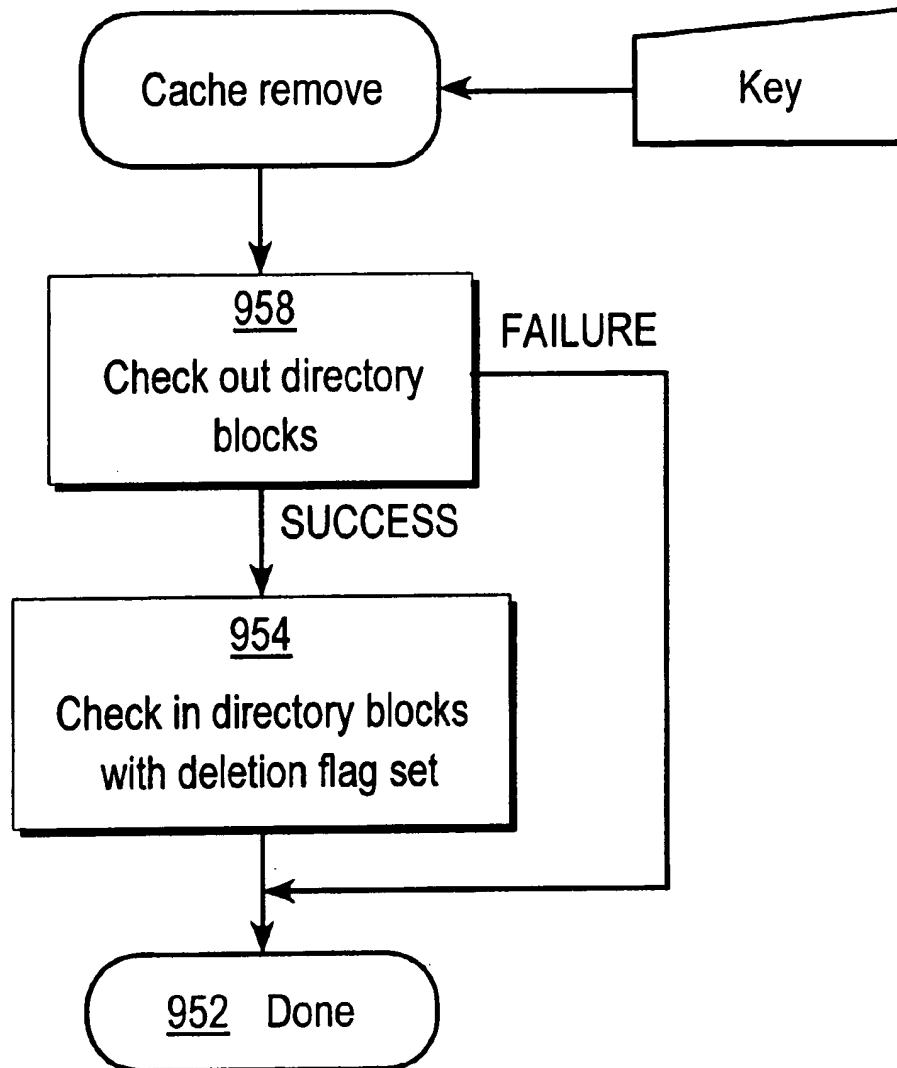 Cache remove
Key
958
Check out directory
blocks
FAILURE
SUCCESS
954
Check in directory blocks
with deletion flag set
952 Done